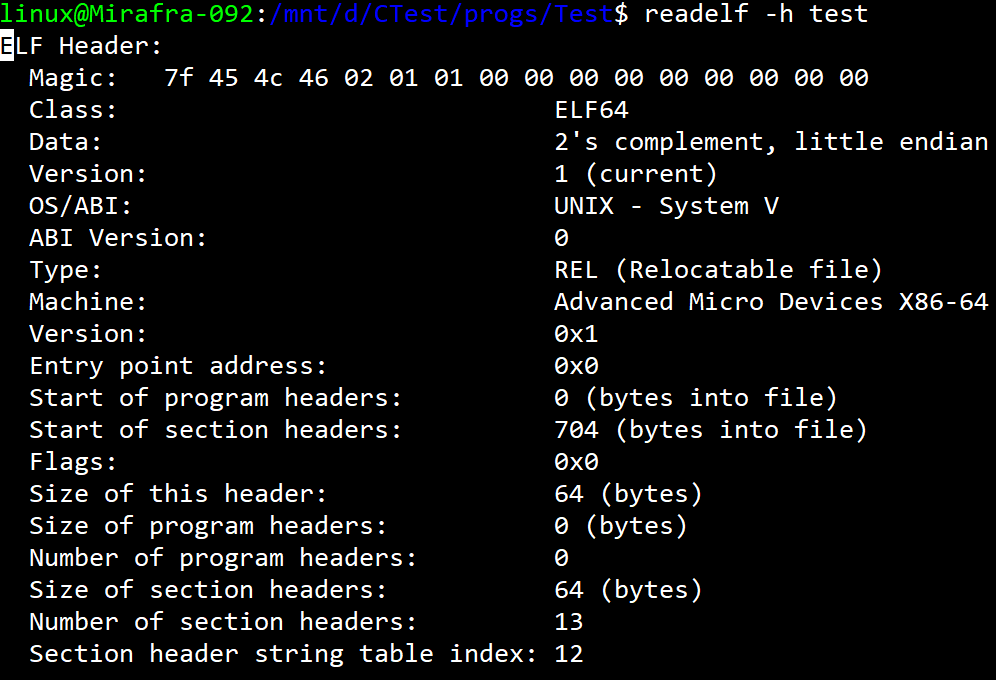 linux@Mirafra-092:/mnt/d/CTest/progs/Test$ readelf -h test
ELF Header:
  Magic:   7f 45 4c 46 02 01 01 00 00 00 00 00 00 00 00 00
  Class:                             ELF64
  Data:                              2's complement, little endian
  Version:                           1 (current)
  OS/ABI:                            UNIX - System V
  ABI Version:                       0
  Type:                              REL (Relocatable file)
  Machine:                           Advanced Micro Devices X86-64
  Version:                           0x1
  Entry point address:               0x0
  Start of program headers:          0 (bytes into file)
  Start of section headers:          704 (bytes into file)
  Flags:                             0x0
  Size of this header:               64 (bytes)
  Size of program headers:           0 (bytes)
  Number of program headers:         0
  Size of section headers:           64 (bytes)
  Number of section headers:         13
  Section header string table index: 12